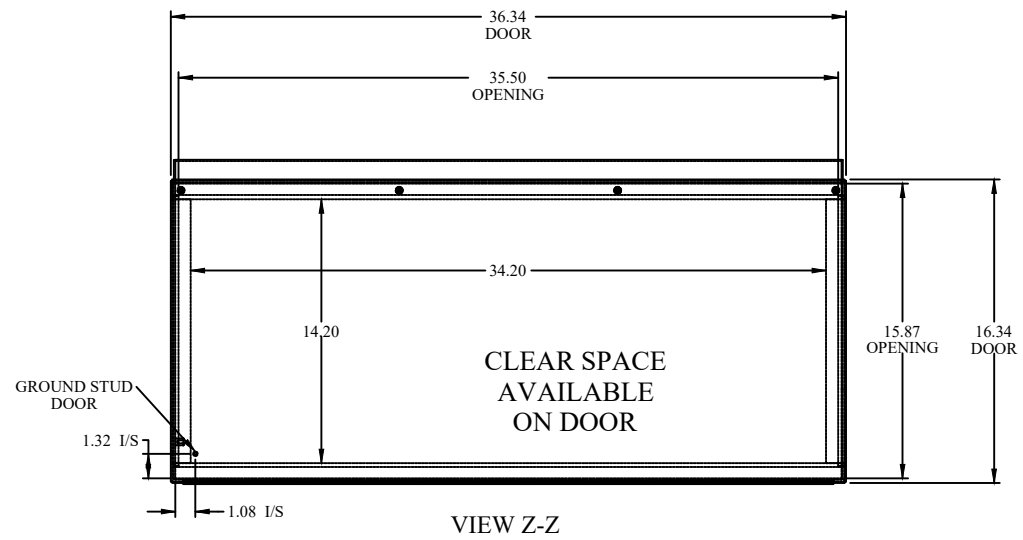 36.34
DOOR
35.50
OPENING
34.20
14.20
15.87
OPENING
16.34
DOOR
CLEAR SPACE
AVAILABLE
ON DOOR
GROUND STUD
DOOR
1.32 I/S
1.08 I/S
VIEW Z-Z